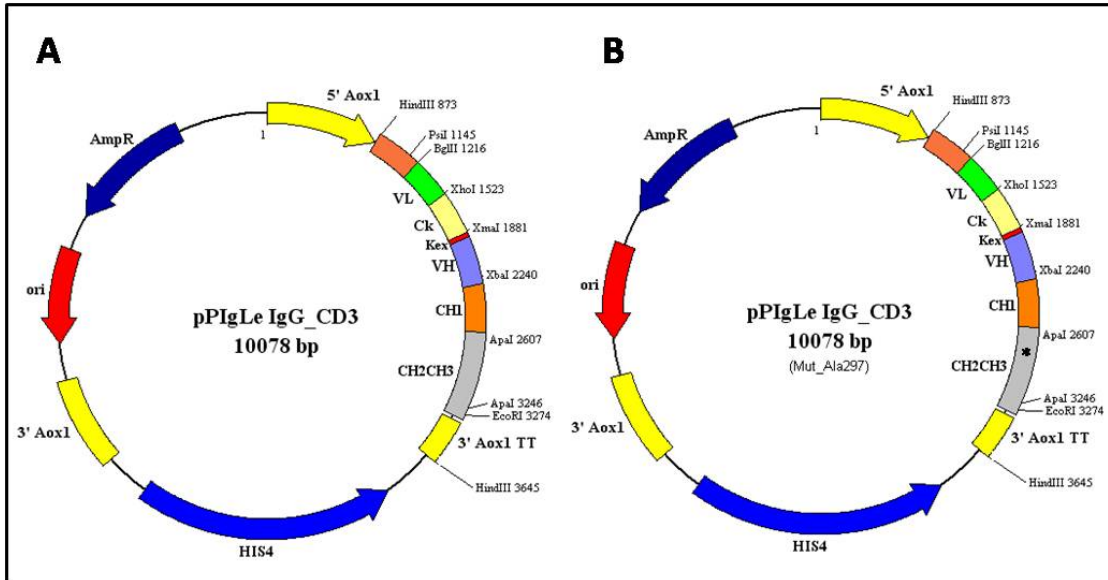 A
5' Aox1
HindIII 873
PsiI 1145
BglII 1216
AmpR
1
VL
XhoI 1523
Ck
XmaI 1881
Kex
VH
XbaI 2240
ori
pPIgLe IgG_CD3
10078 bp
CH1
ApaI 2607
CH2CH3
ApaI 3246
EcoRI 3274
3' Aox1
3' Aox1 TT
HindIII 3645
HIS4
B
5' Aox1
HindIII 873
PsiI 1145
BglII 1216
AmpR
1
VL
XhoI 1523
Ck
XmaI 1881
Kex
VH
XbaI 2240
ori
pPIgLe IgG_CD3
10078 bp
(Mut_Ala297)
CH1
ApaI 2607
*
CH2CH3
ApaI 3246
EcoRI 3274
3' Aox1
3' Aox1 TT
HindIII 3645
HIS4